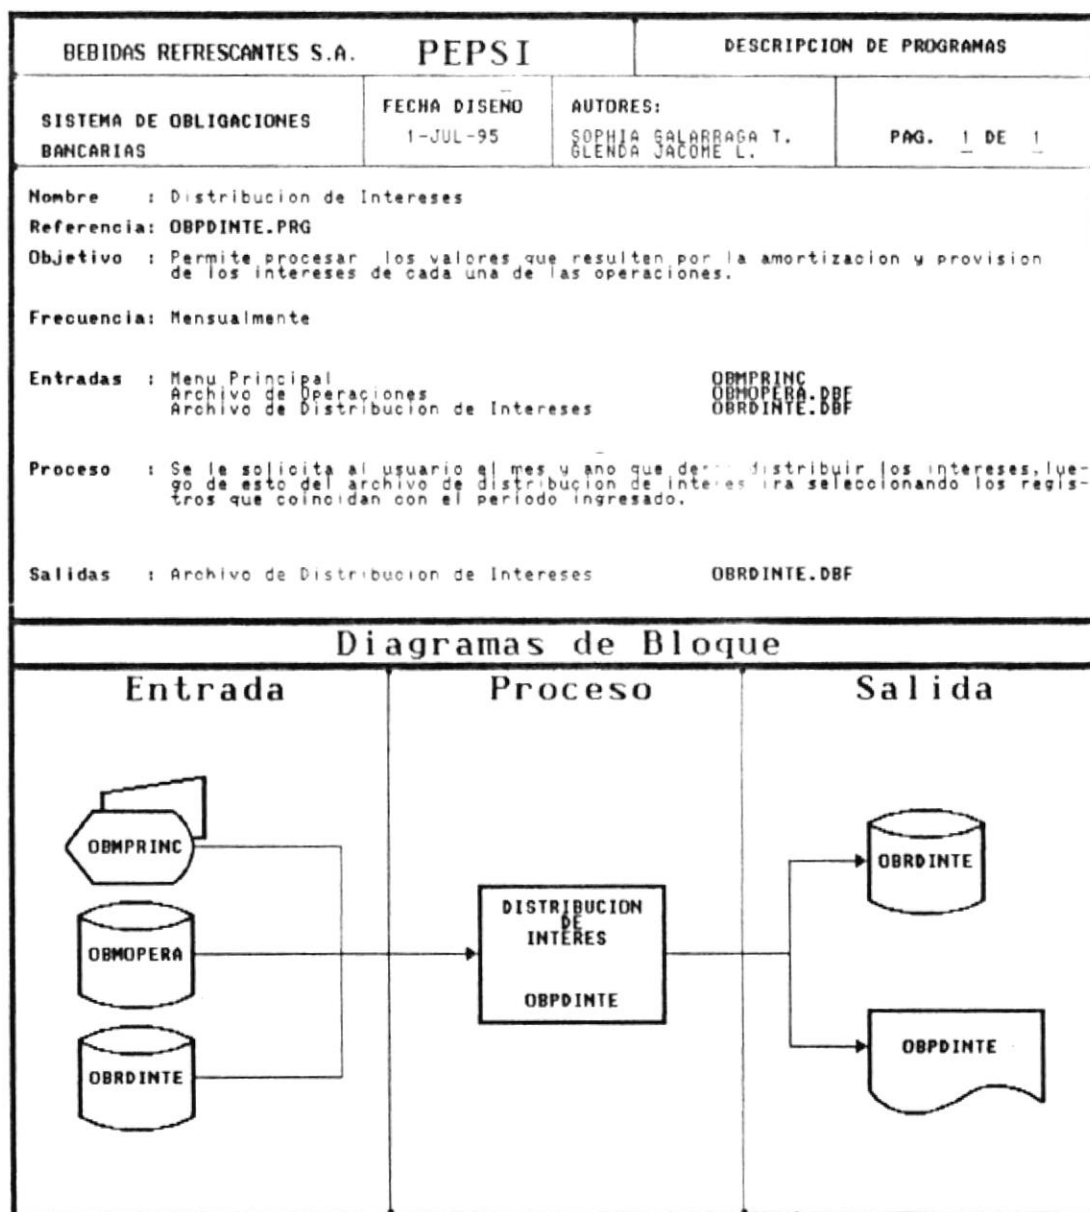 BEBIDAS REFRESCANTES S.A. PEPSI
DESCRIPCION DE PROGRAMAS
SISTEMA DE OBLIGACIONES
BANCARIAS
FECHA DISENO
1-JUL-95
AUTORES:
SOPHIA GALARRAGA T.
GLENDA JACOME L.
PAG. 1 DE 1
Nombre : Distribucion de Intereses
Referencia: OBPDINTE.PRG
Objetivo : Permite procesar los valores que resulten por la amortizacion y provision
de los intereses de cada una de las operaciones.
Frecuencia: Mensualmente
Entradas : Menu Principal OBMPRINC
Archivo de Operaciones OBMOPERA.DBF
Archivo de Distribucion de Intereses OBRDINTE.DBF
Proceso : Se le solicita al usuario el mes y ano que distribuir los intereses,lue-
go de esto del archivo de distribucion de interes ira seleccionando los regis-
tros que coincidan con el periodo ingresado.
Salidas : Archivo de Distribucion de Intereses OBRDINTE.DBF
Diagramas de Bloque
Entrada Proceso Salida
OBMPRINC
OBRDINTE
DISTRIBUCION
DE
INTERES
OBMOPERA
OBPDINTE
OBPDINTE
OBRDINTE